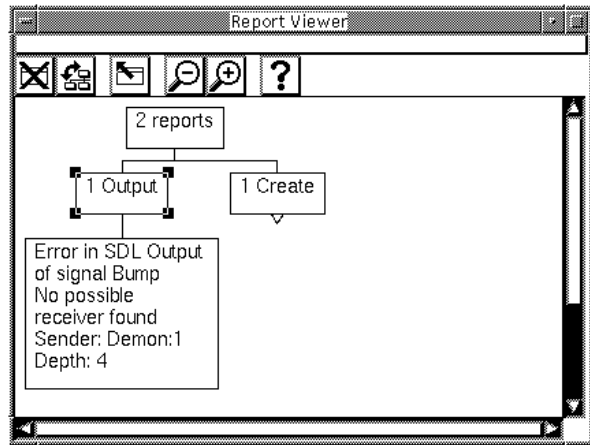 Report Viewer
?
2 reports
1 Output
1 Create
Error in SDL Output
of signal Bump
No possible
receiver found
Sender: Demon:1
Depth: 4